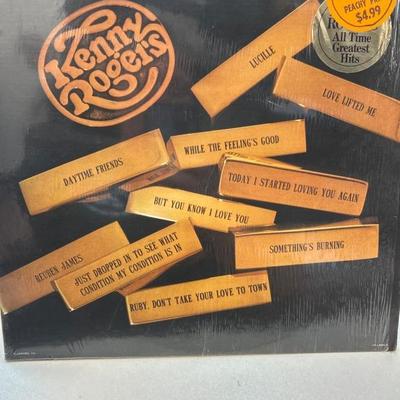 PEACHY PR
$4.99
All Time
Greatest
Hits
Kenny
Rogers
LUCILLE
LOVE LIFTED ME
WHILE THE FEELING'S GOOD
DAYTIME FRIENDS
TODAY I STARTED LOVING YOU AGAIN
BUT YOU KNOW I LOVE YOU
SOMETHING'S BURNING
REUBEN JAMES
JUST DROPPED IN TO SEE WHAT
CONDITION MY CONDITION IS IN
RUBY, DON'T TAKE YOUR LOVE TO TOWN